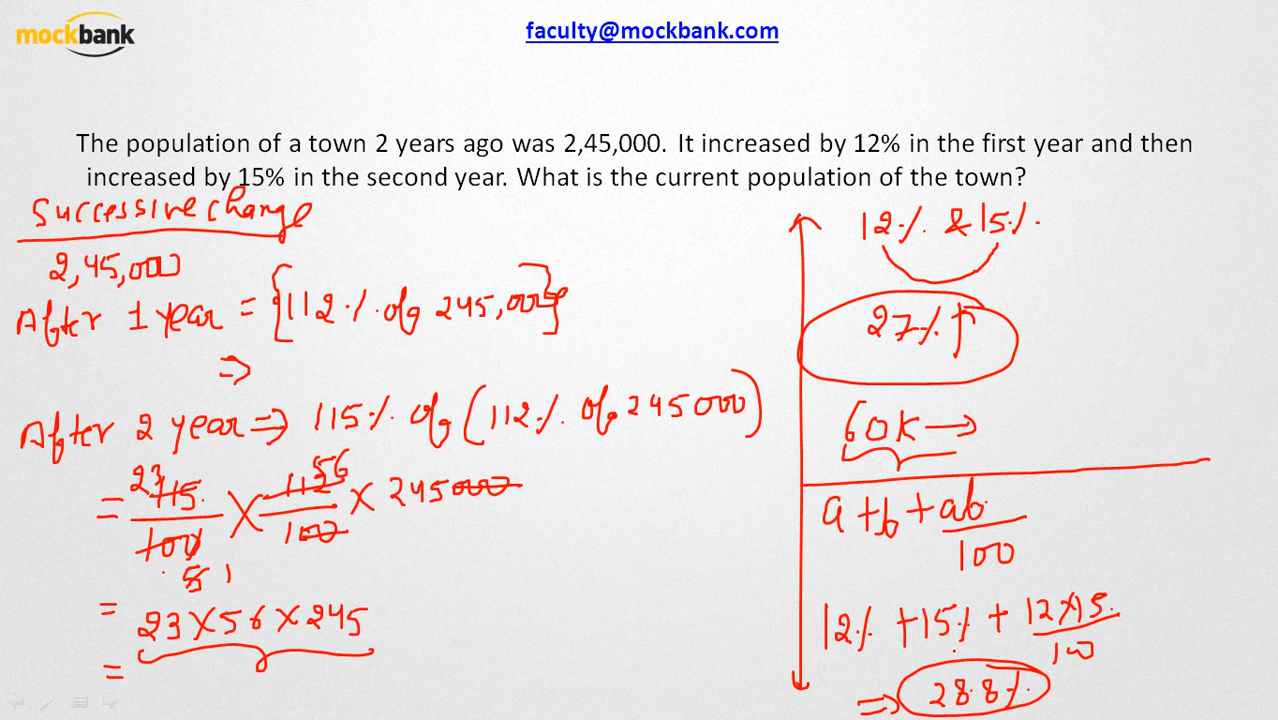 mockbank
faculty@mockbank.com
The population of a town 2 years ago was 2,45,000. It increased by 12% in the first year and then
increased by 15% in the second year. What is the current population of the town?
Successive change
2,45,000
After 1 year = {112% of 245,000}
⇒
After 2 year ⇒ 115% of (112% of 245000)
= 23 115/100 × 112 56/100 × 245000
5 1
= 23 × 56 × 245
=
12% & 15%
27% ↑
60K →
a + b + ab/100
12% + 15% + 12×15/100
⇒ 28.8%